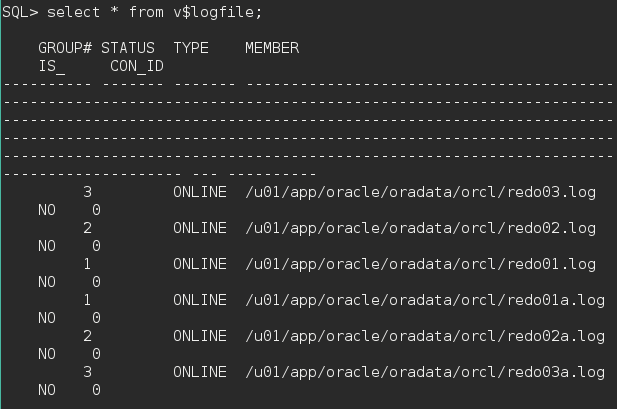 SQL> select * from v$logfile;
GROUP# STATUS  TYPE    MEMBER
IS_     CON_ID
---------- ------- ------- -----------------------------------------
--------------------------------------------------------------------
--------------------------------------------------------------------
--------------------------------------------------------------------
--------------------------------------------------------------------
-------------------- --- ----------
3         ONLINE  /u01/app/oracle/oradata/orcl/redo03.log
NO    0
2         ONLINE  /u01/app/oracle/oradata/orcl/redo02.log
NO    0
1         ONLINE  /u01/app/oracle/oradata/orcl/redo01.log
NO    0
1         ONLINE  /u01/app/oracle/oradata/orcl/redo01a.log
NO    0
2         ONLINE  /u01/app/oracle/oradata/orcl/redo02a.log
NO    0
3         ONLINE  /u01/app/oracle/oradata/orcl/redo03a.log
NO    0